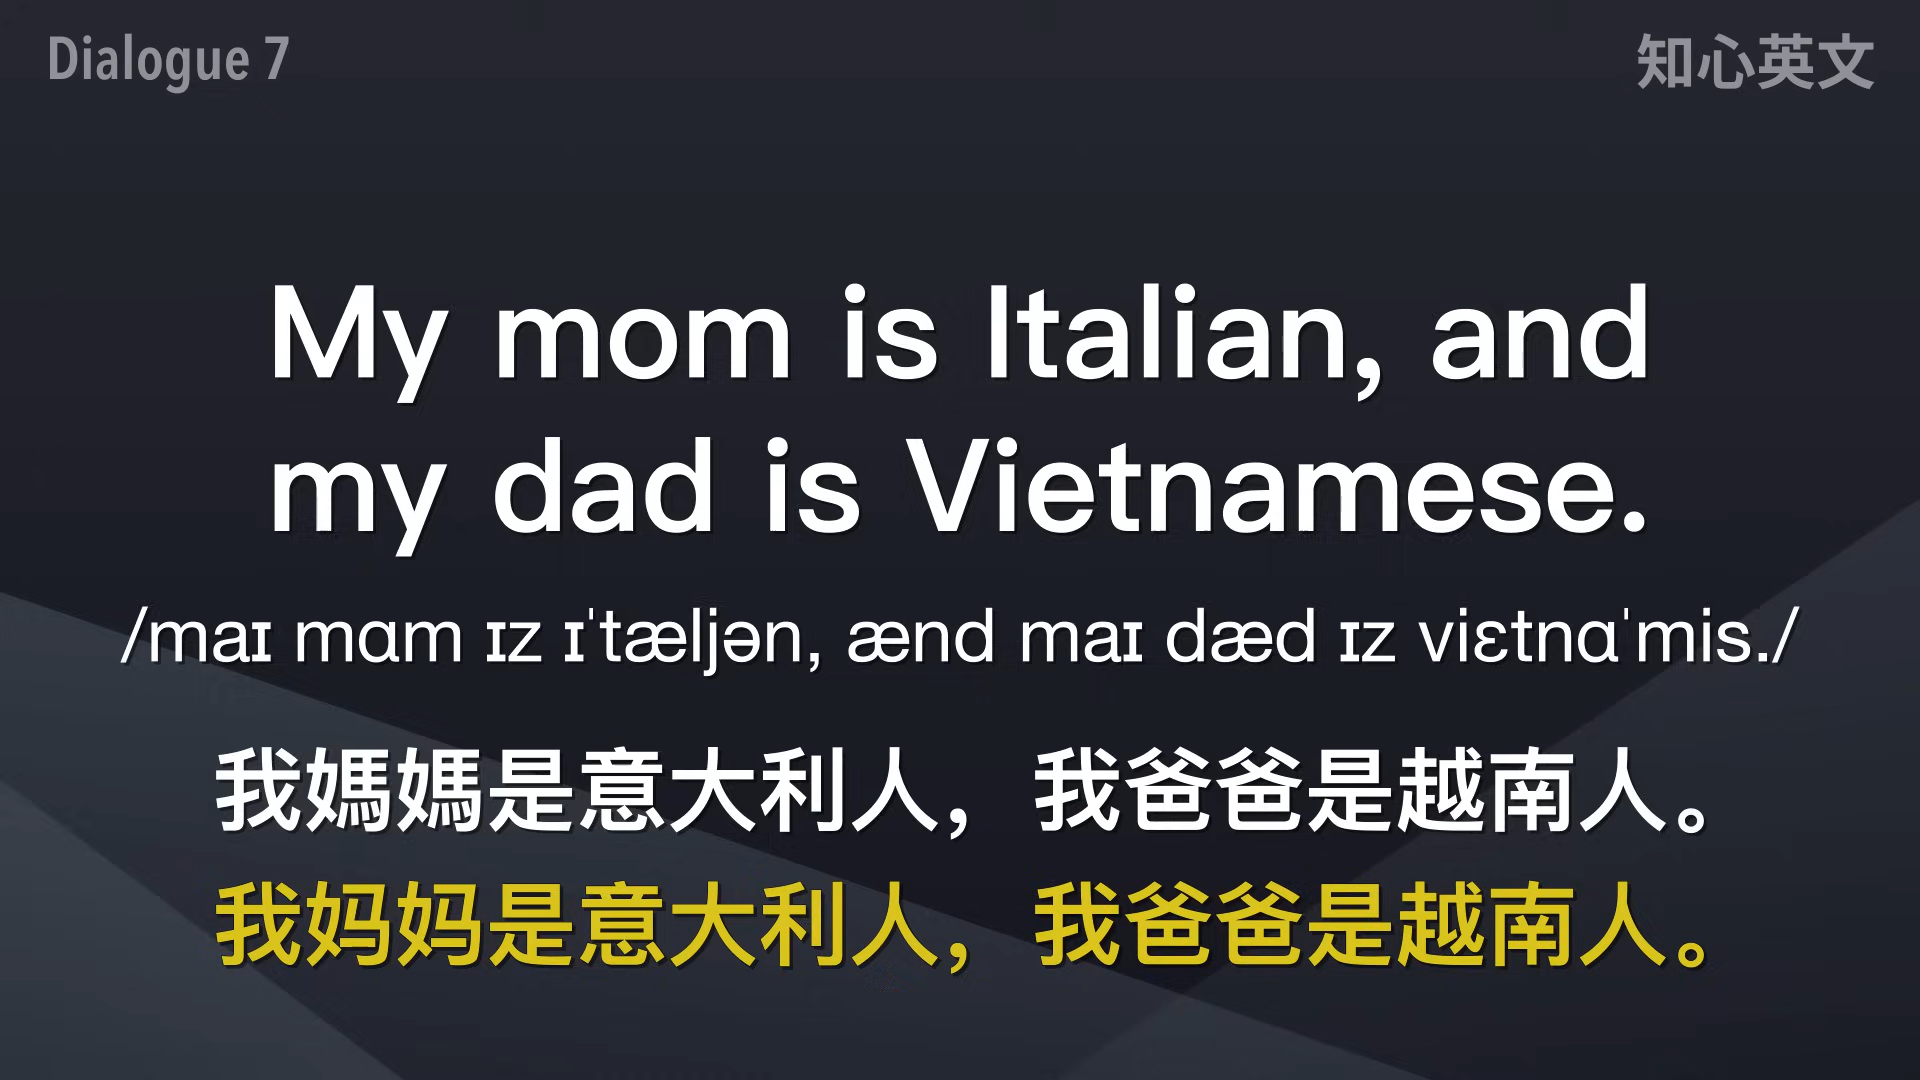 Dialogue 7
知心英文
My mom is Italian, and
my dad is Vietnamese.
/maɪ mɑm ɪz ɪˈtæljən, ænd maɪ dæd ɪz viɛtnɑˈmis./
我媽媽是意大利人，我爸爸是越南人。
我妈妈是意大利人，我爸爸是越南人。